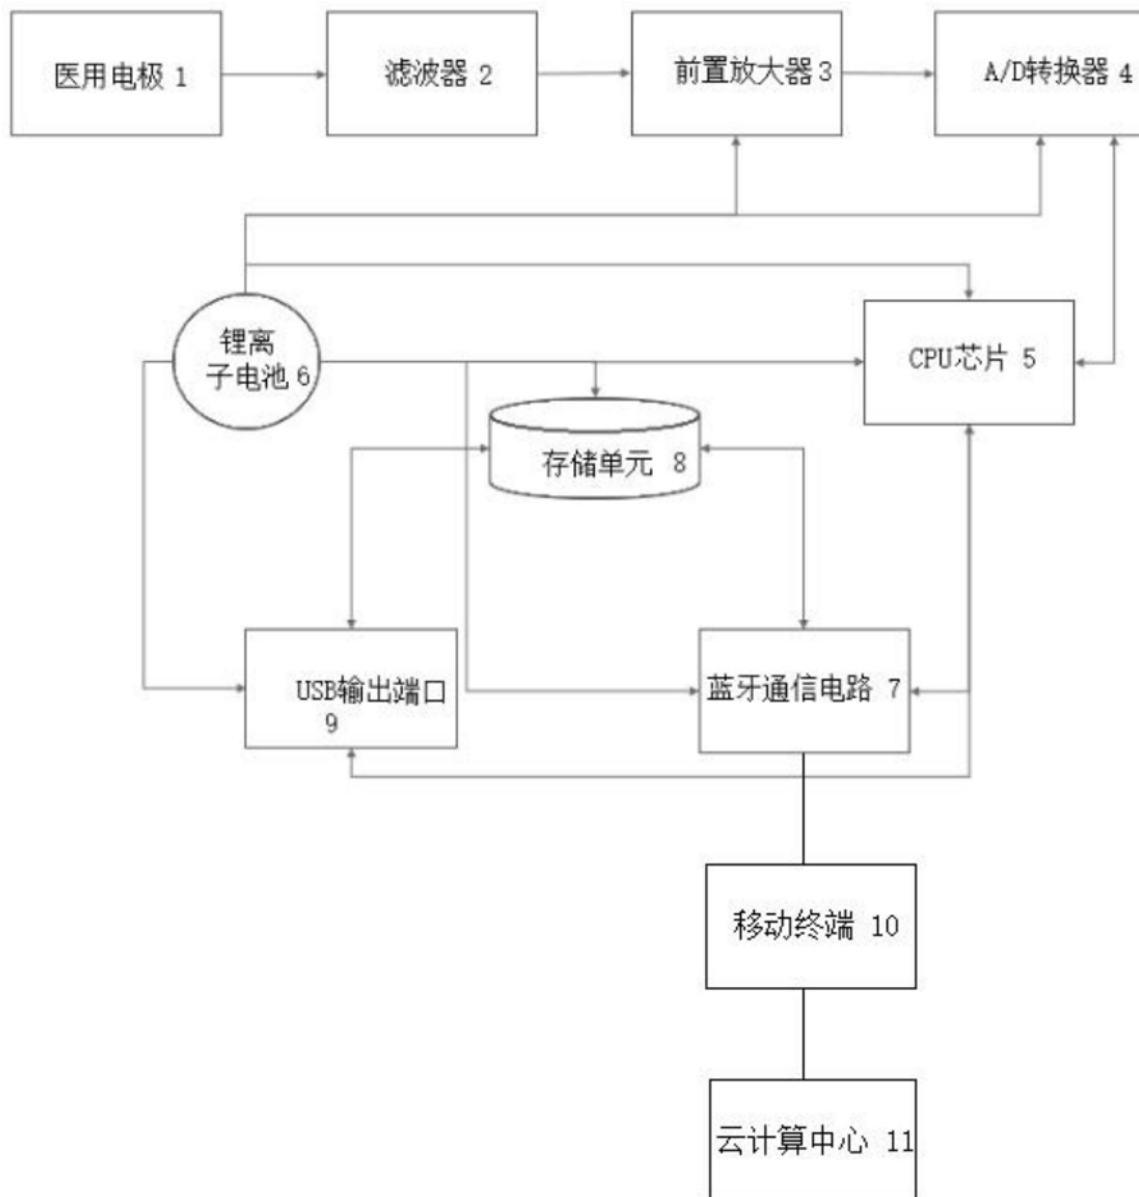 医用电极 1
滤波器 2
前置放大器 3
A/D转换器 4
锂离
子电池 6
CPU芯片 5
存储单元 8
USB输出端口
9
蓝牙通信电路 7
移动终端 10
云计算中心 11